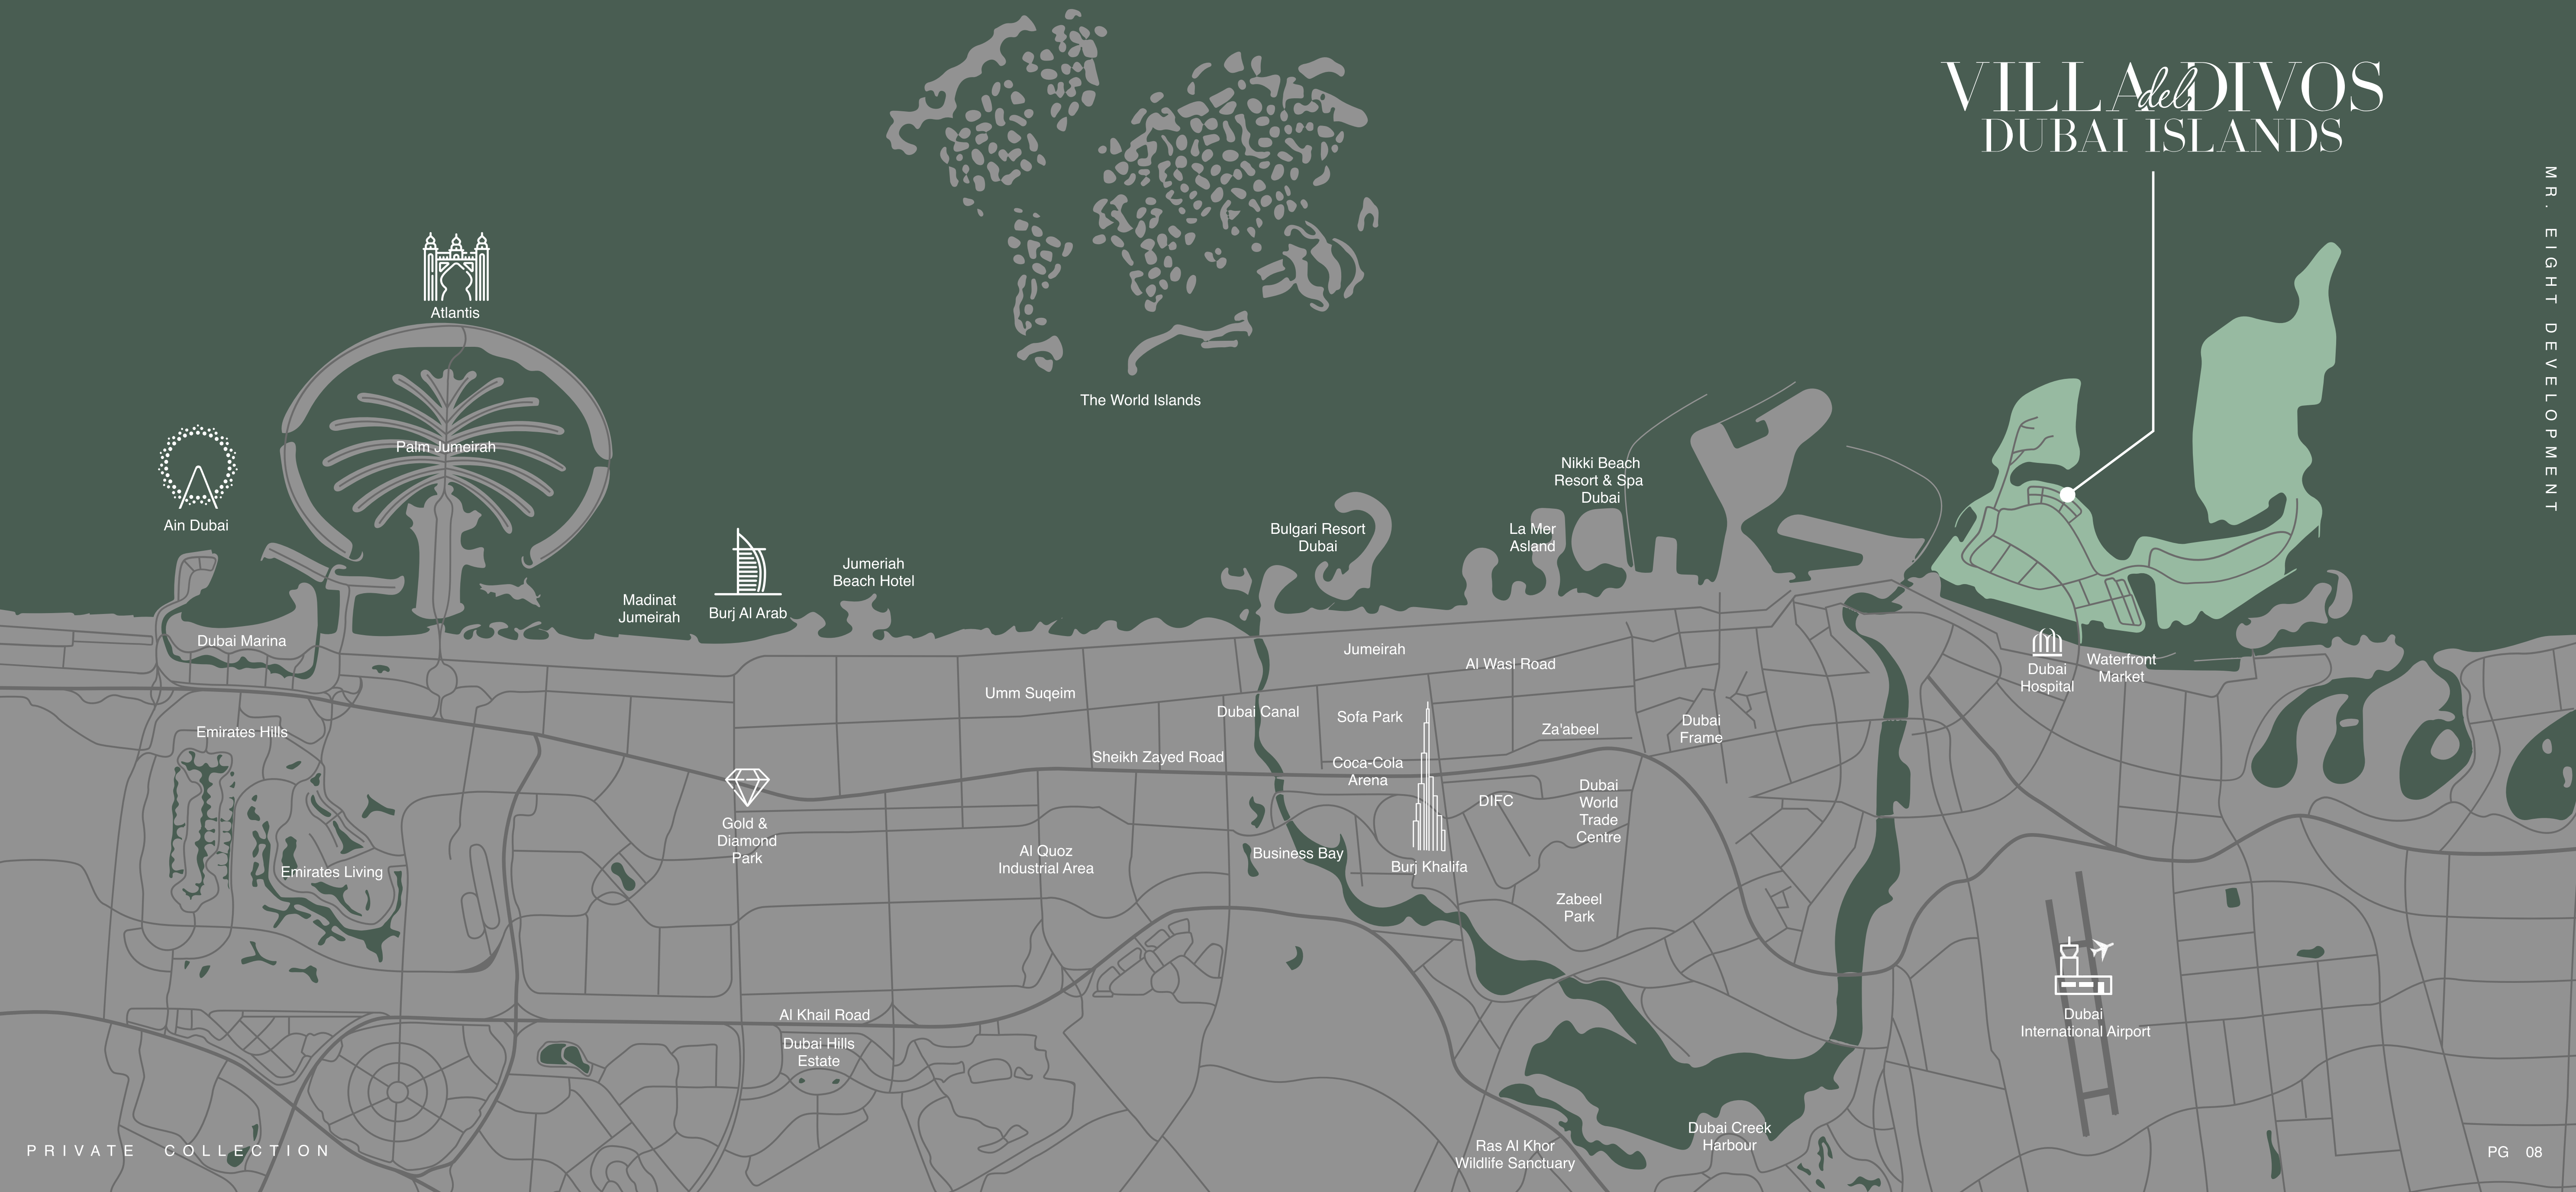 VILLA del DIVOS
DUBAI ISLANDS
MR. EIGHT DEVELOPMENT
Atlantis
Palm Jumeirah
Ain Dubai
The World Islands
Nikki Beach
Resort & Spa
Dubai
Bulgari Resort
Dubai
La Mer
Asland
Jumeriah
Beach Hotel
Madinat
Jumeirah
Burj Al Arab
Dubai Marina
Jumeirah
Al Wasl Road
Dubai
Hospital
Waterfront
Market
Umm Suqeim
Dubai Canal
Sofa Park
Za'abeel
Dubai
Frame
Emirates Hills
Sheikh Zayed Road
Coca-Cola
Arena
DIFC
Dubai
World
Trade
Centre
Gold &
Diamond
Park
Al Quoz
Industrial Area
Business Bay
Burj Khalifa
Emirates Living
Zabeel
Park
Al Khail Road
Dubai Hills
Estate
Dubai
International Airport
Dubai Creek
Harbour
Ras Al Khor
Wildlife Sanctuary
PRIVATE COLLECTION
PG 08